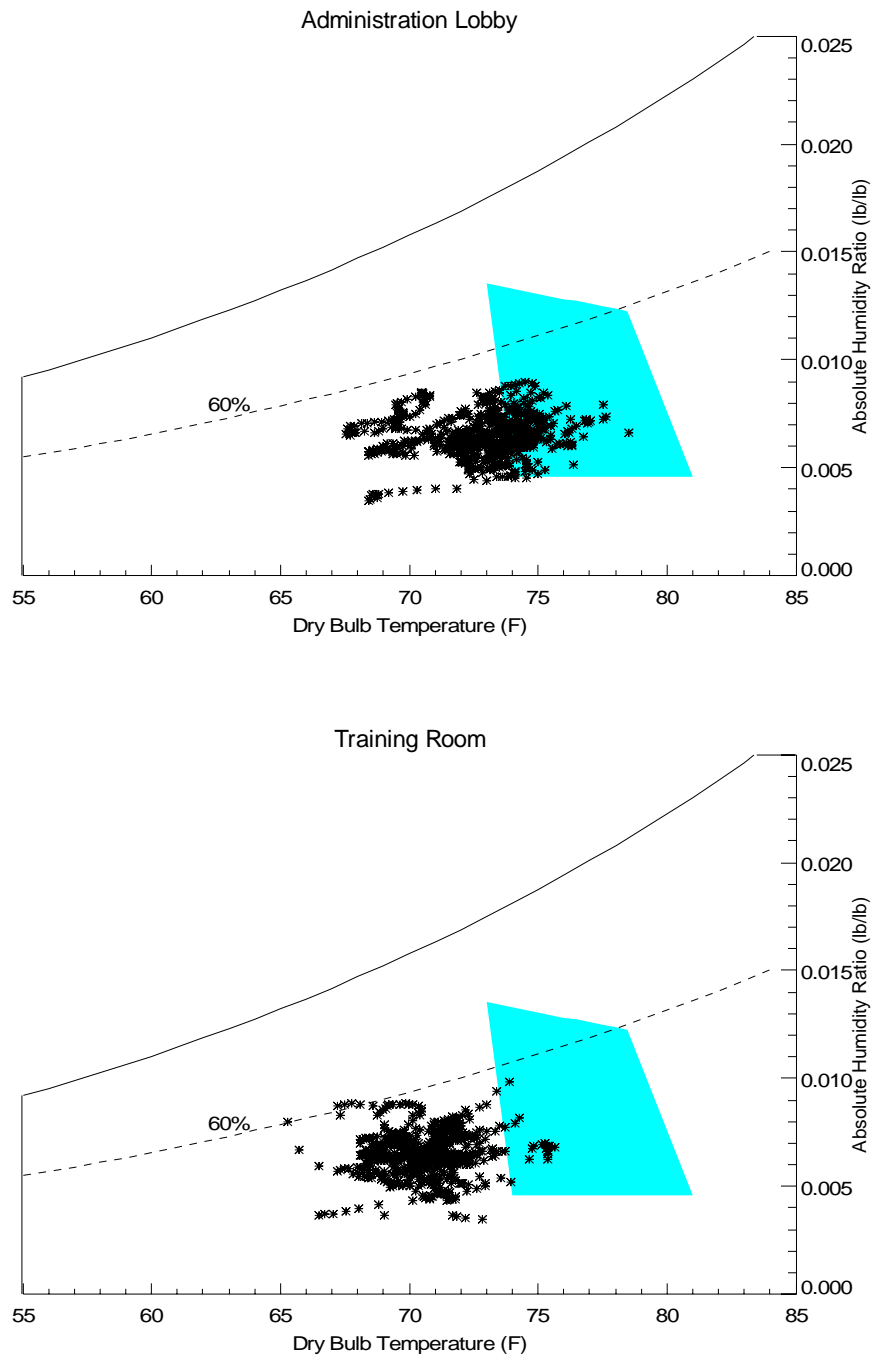 Administration Lobby
0.025
0.020
0.015
0.010
0.005
0.000
Absolute Humidity Ratio (lb/lb)
60%
55 60 65 70 75 80 85
Dry Bulb Temperature (F)
Training Room
0.025
0.020
0.015
0.010
0.005
0.000
Absolute Humidity Ratio (lb/lb)
60%
55 60 65 70 75 80 85
Dry Bulb Temperature (F)